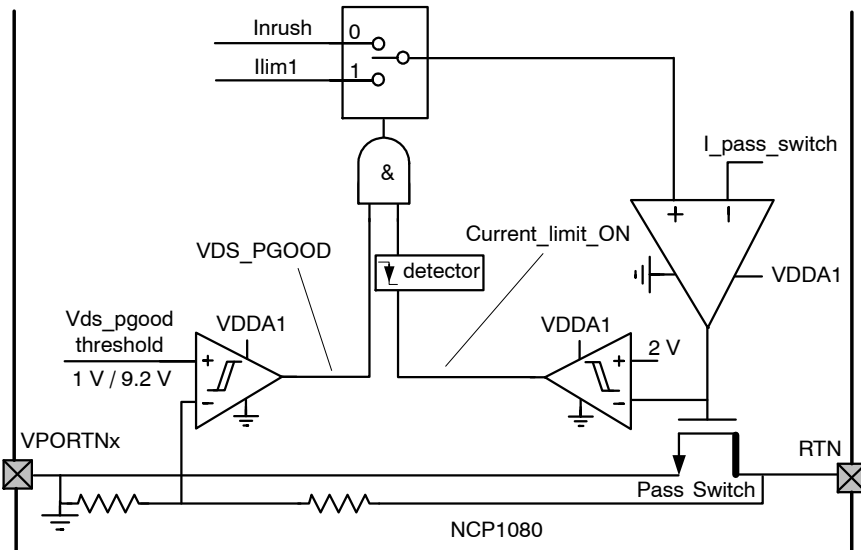 Inrush
0
Ilim1
1
I_pass_switch
&
+ −
VDS_PGOOD
Current_limit_ON
detector
VDDA1
Vds_pgood
threshold
1 V / 9.2 V
VDDA1
+
−
VDDA1
2 V
+
−
VPORTNx
RTN
Pass Switch
NCP1080